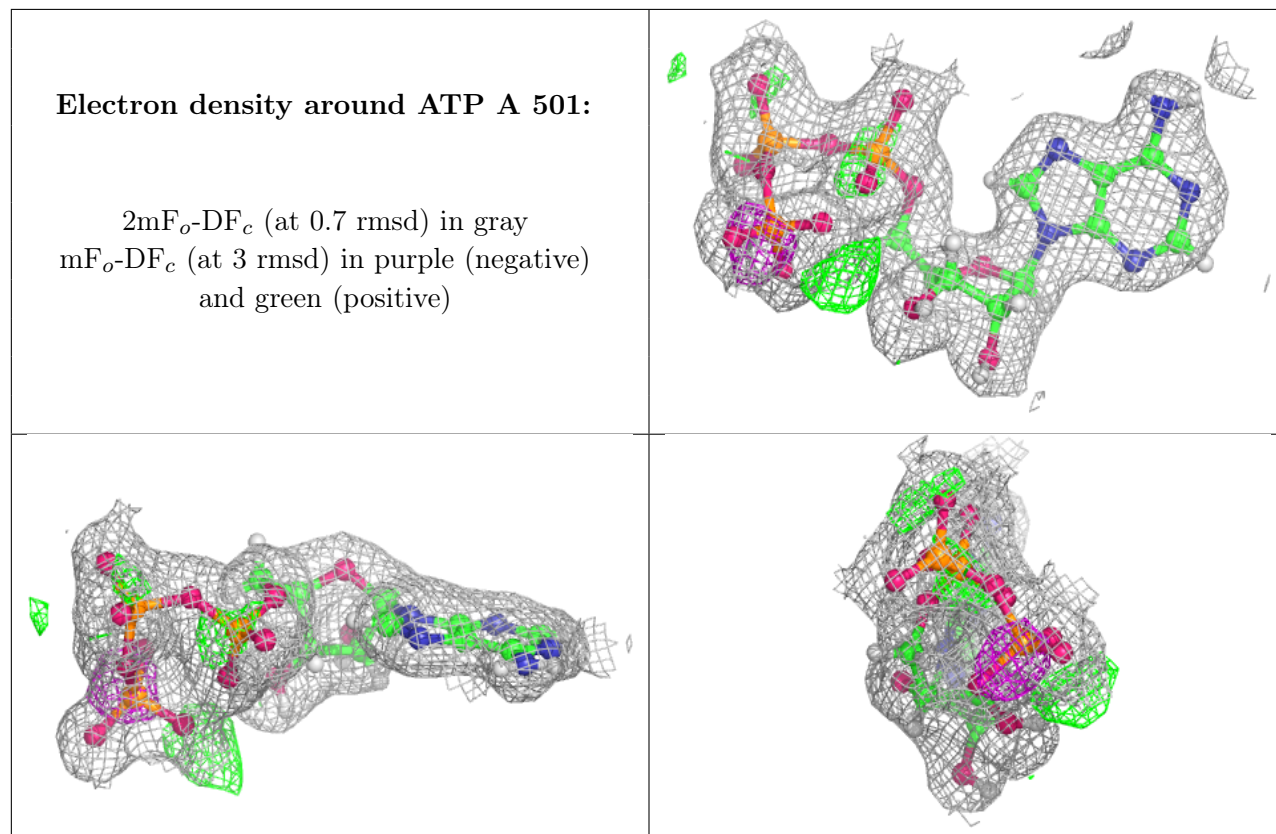 Electron density around ATP A 501:
2mFo-DFc (at 0.7 rmsd) in gray
mFo-DFc (at 3 rmsd) in purple (negative)
and green (positive)